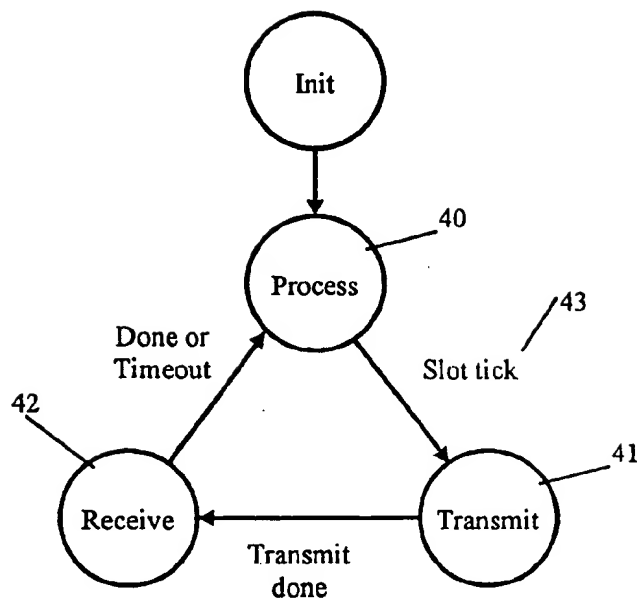 Init
40
Process
43
Done or
Timeout
Slot tick
42
41
Receive
Transmit
Transmit
done